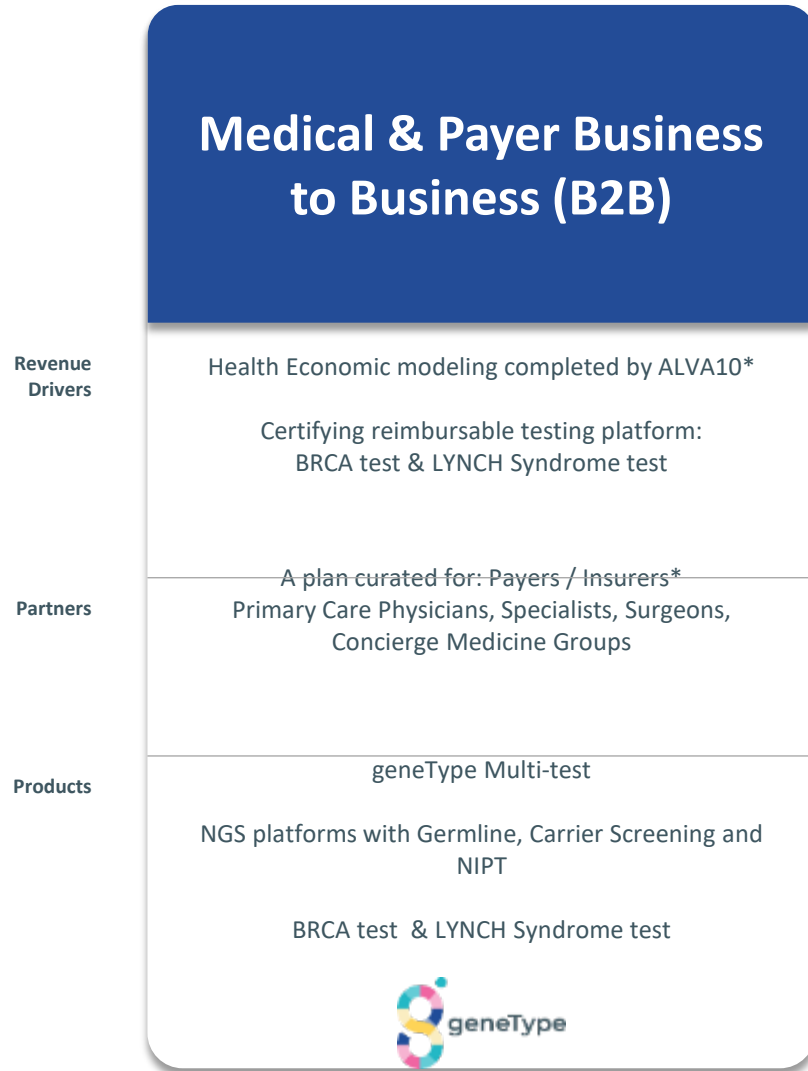 Medical & Payer Business
to Business (B2B)
Revenue
Drivers
Health Economic modeling completed by ALVA10*
Certifying reimbursable testing platform:
BRCA test & LYNCH Syndrome test
Partners
A plan curated for: Payers / Insurers*
Primary Care Physicians, Specialists, Surgeons,
Concierge Medicine Groups
Products
geneType Multi-test
NGS platforms with Germline, Carrier Screening and
NIPT
BRCA test & LYNCH Syndrome test
geneType